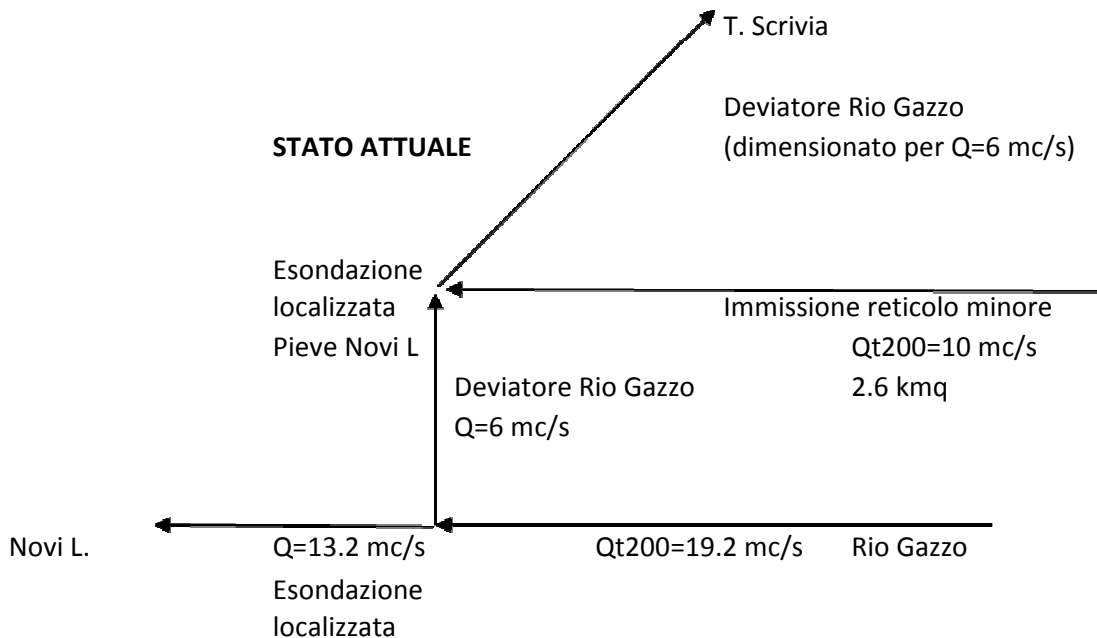 T. Scrivia
Deviatore Rio Gazzo
(dimensionato per Q=6 mc/s)
STATO ATTUALE
Esondazione
localizzata
Pieve Novi L
Immissione reticolo minore
Qt200=10 mc/s
2.6 kmq
Deviatore Rio Gazzo
Q=6 mc/s
Novi L.
Q=13.2 mc/s
Esondazione
localizzata
Qt200=19.2 mc/s
Rio Gazzo